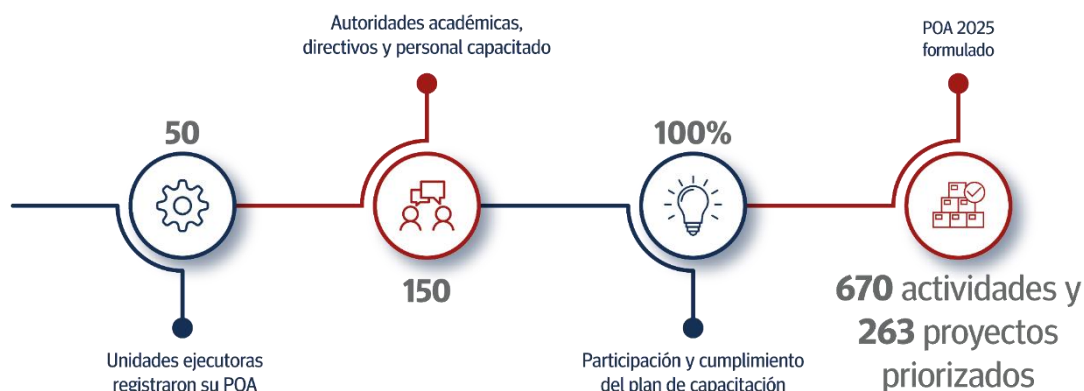 50
Unidades ejecutoras
registraron su POA
Autoridades académicas,
directivos y personal capacitado
150
100%
Participación y cumplimiento
del plan de capacitación
POA 2025
formulado
670 actividades y
263 proyectos
priorizados